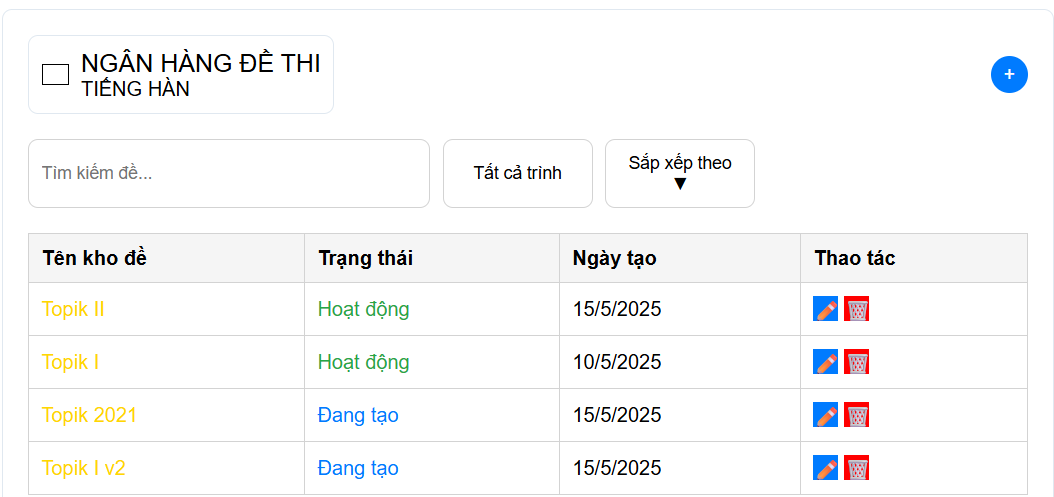 NGÂN HÀNG ĐỀ THI
TIẾNG HÀN
+
Tìm kiếm đề...
Tất cả trình
Sắp xếp theo
▼
Tên kho đề Trạng thái Ngày tạo Thao tác
Topik II Hoạt động 15/5/2025
Topik I Hoạt động 10/5/2025
Topik 2021 Đang tạo 15/5/2025
Topik I v2 Đang tạo 15/5/2025